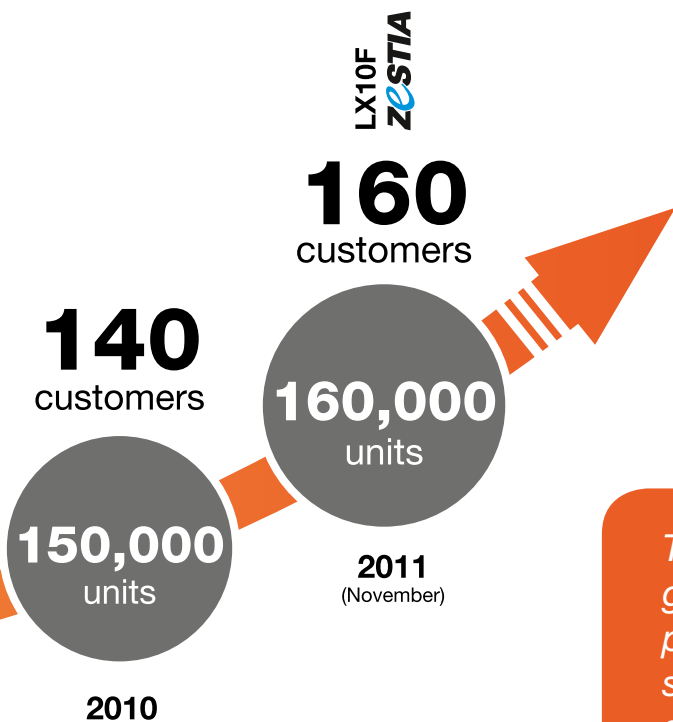 LX10F
ZeSTIA
160
customers
140
customers
160,000
units
150,000
units
2011
(November)
2010